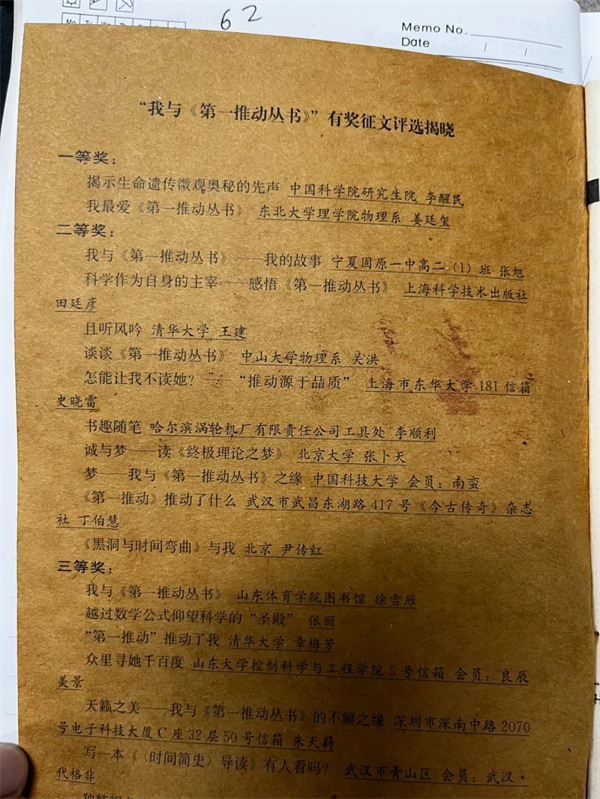 62
Memo No.
Date
“我与《第一推动丛书》”有奖征文评选揭晓
一等奖：
揭示生命遗传微观奥秘的先声 中国科学院研究生院 李醒民
我最爱《第一推动丛书》 东北大学理学院物理系 姜廷玺
二等奖：
我与《第一推动丛书》——我的故事 宁夏固原一中高二（1）班 张旭
科学作为自身的主宰——感悟《第一推动丛书》 上海科学技术出版社
田廷彦
且听风吟 清华大学 王建
谈谈《第一推动丛书》 中山大学物理系 吴洪
怎能让我不读她？——“推动源于品质” 上海市东华大学181信箱
史晓雷
书趣随笔 哈尔滨涡轮机厂有限责任公司工具处 李顺利
诚与梦——读《终极理论之梦》 北京大学 张卜天
梦——我与《第一推动丛书》之缘 中国科技大学 会员：南蛮
《第一推动》推动了什么 武汉市武昌东湖路417号《今古传奇》杂志
社 丁伯慧
《黑洞与时间弯曲》与我 北京 尹传红
三等奖：
我与《第一推动丛书》 山东体育学院图书馆 徐雪雁
越过数学公式仰望科学的“圣殿” 张丽
”第一推动”推动了我 清华大学 章梅芳
众里寻她千百度 山东大学控制科学与工程学院5号信箱 会员：良辰
美景
天籁之美——我与《第一推动丛书》的不解之缘 深圳市深南中路2070
号电子科技大厦C座32层50号信箱 朱天
写一本《〈时间简史〉导读》有人看吗？ 武汉市青山区 会员：武汉·
代格非